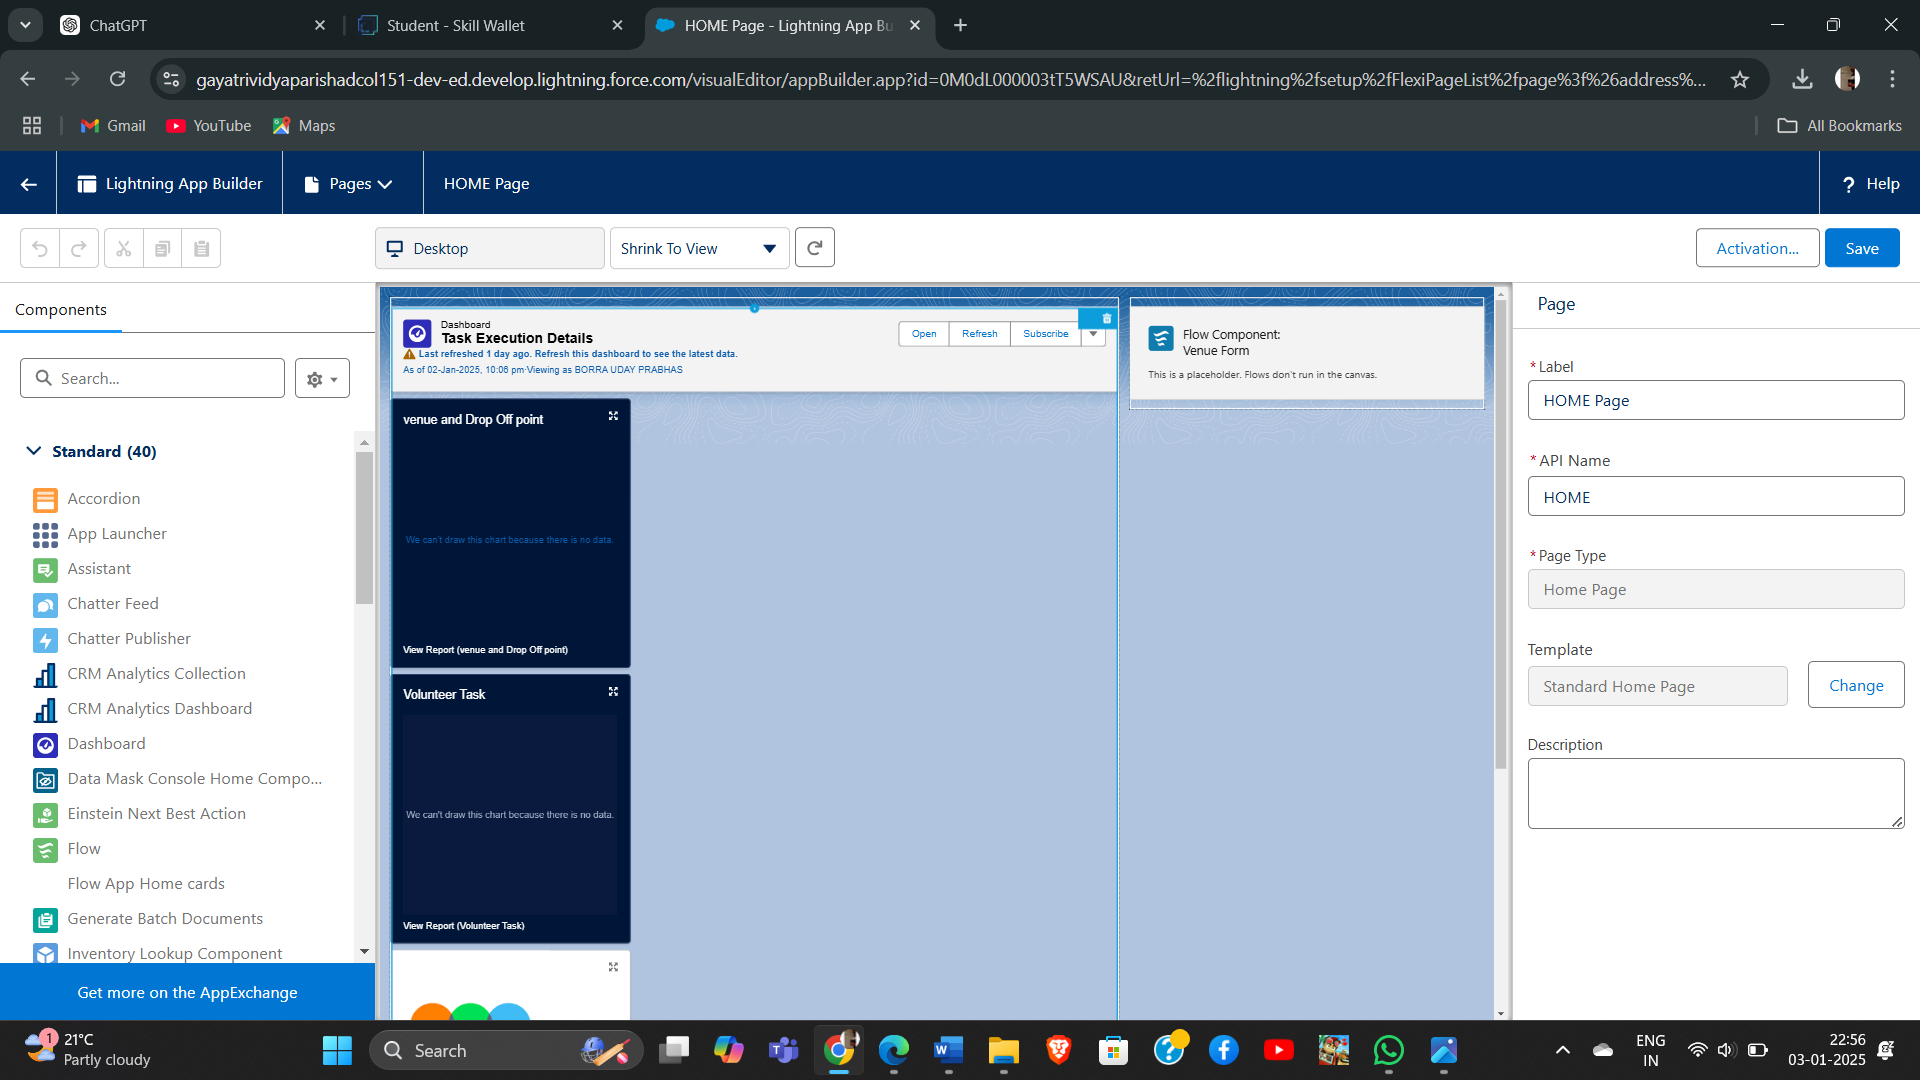 ChatGPT
Student - Skill Wallet
HOME Page - Lightning App Bu
gayatrividyaparishadcol151-dev-ed.develop.lightning.force.com/visualEditor/appBuilder.app?id=0M0dL000003tT5WSAU&retUrl=%2flightning%2fsetup%2fFlexiPageList%2fpage%3f%26address%...
Gmail
YouTube
Maps
All Bookmarks
Lightning App Builder
Pages
HOME Page
? Help
Desktop
Shrink To View
Activation...
Save
Components
Search...
Standard (40)
Accordion
App Launcher
Assistant
Chatter Feed
Chatter Publisher
CRM Analytics Collection
CRM Analytics Dashboard
Dashboard
Data Mask Console Home Compo...
Einstein Next Best Action
Flow
Flow App Home cards
Generate Batch Documents
Inventory Lookup Component
Get more on the AppExchange
Dashboard
Task Execution Details
Last refreshed 1 day ago. Refresh this dashboard to see the latest data.
As of 02-Jan-2025, 10:06 pm·Viewing as BORRA UDAY PRABHAS
Open
Refresh
Subscribe
venue and Drop Off point
We can't draw this chart because there is no data.
View Report (venue and Drop Off point)
Volunteer Task
We can't draw this chart because there is no data.
View Report (Volunteer Task)
Flow Component:
Venue Form
This is a placeholder. Flows don't run in the canvas.
Page
*Label
HOME Page
*API Name
HOME
*Page Type
Home Page
Template
Standard Home Page
Change
Description
1
21°C
Partly cloudy
Search
ENG
IN
22:56
03-01-2025